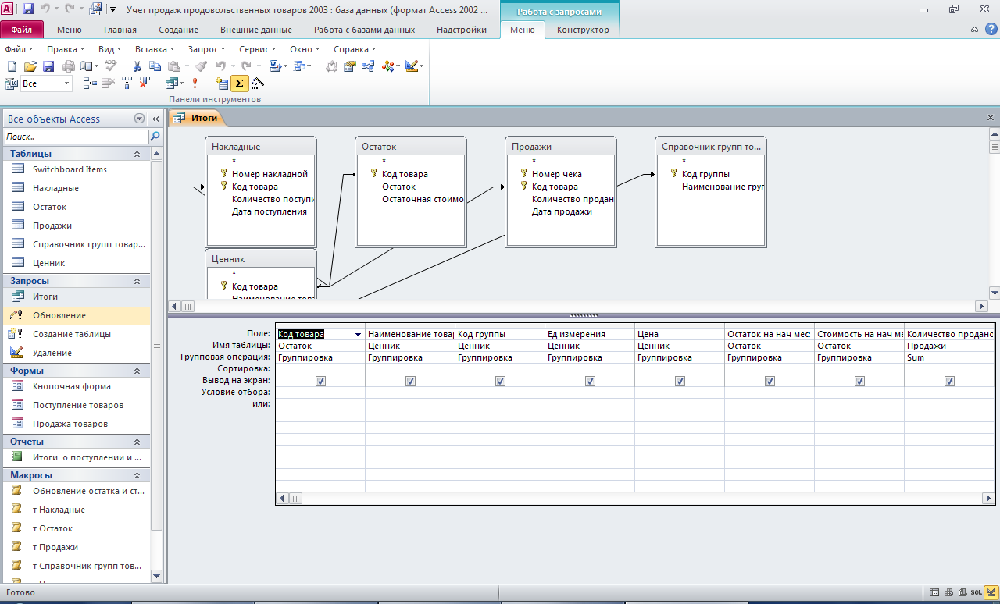 Учет продаж продовольственных товаров 2003 : база данных (формат Access 2002 ...
Работа с запросами
Файл Меню Главная Создание Внешние данные Работа с базами данных Надстройки Меню Конструктор
Файл Правка Вид Вставка Запрос Сервис Окно Справка
Все
Панели инструментов
Все объекты Access
Поиск...
Таблицы
Switchboard Items
Накладные
Остаток
Продажи
Справочник групп товар...
Ценник
Запросы
Итоги
Обновление
Создание таблицы
Удаление
Формы
Кнопочная форма
Поступление товаров
Продажа товаров
Отчеты
Итоги о поступлении и ...
Макросы
Обновление остатка и ст...
т Накладные
т Остаток
т Продажи
т Справочник групп тов...
Итоги
Накладные
*
Номер накладной
Код товара
Количество поступи
Дата поступления
Остаток
*
Код товара
Остаток
Остаточная стоимо
Продажи
*
Номер чека
Код товара
Количество продан
Дата продажи
Справочник групп то...
*
Код группы
Наименование груп
Ценник
*
Код товара
Наименование тов
Поле: Код товара Наименование товар Код группы Ед измерения Цена Остаток на нач мес: Стоимость на нач ме Количество продано
Имя таблицы: Остаток Ценник Ценник Ценник Ценник Остаток Остаток Продажи
Групповая операция: Группировка Группировка Группировка Группировка Группировка Группировка Группировка Sum
Сортировка:
Вывод на экран:
Условие отбора:
или:
Готово
SQL